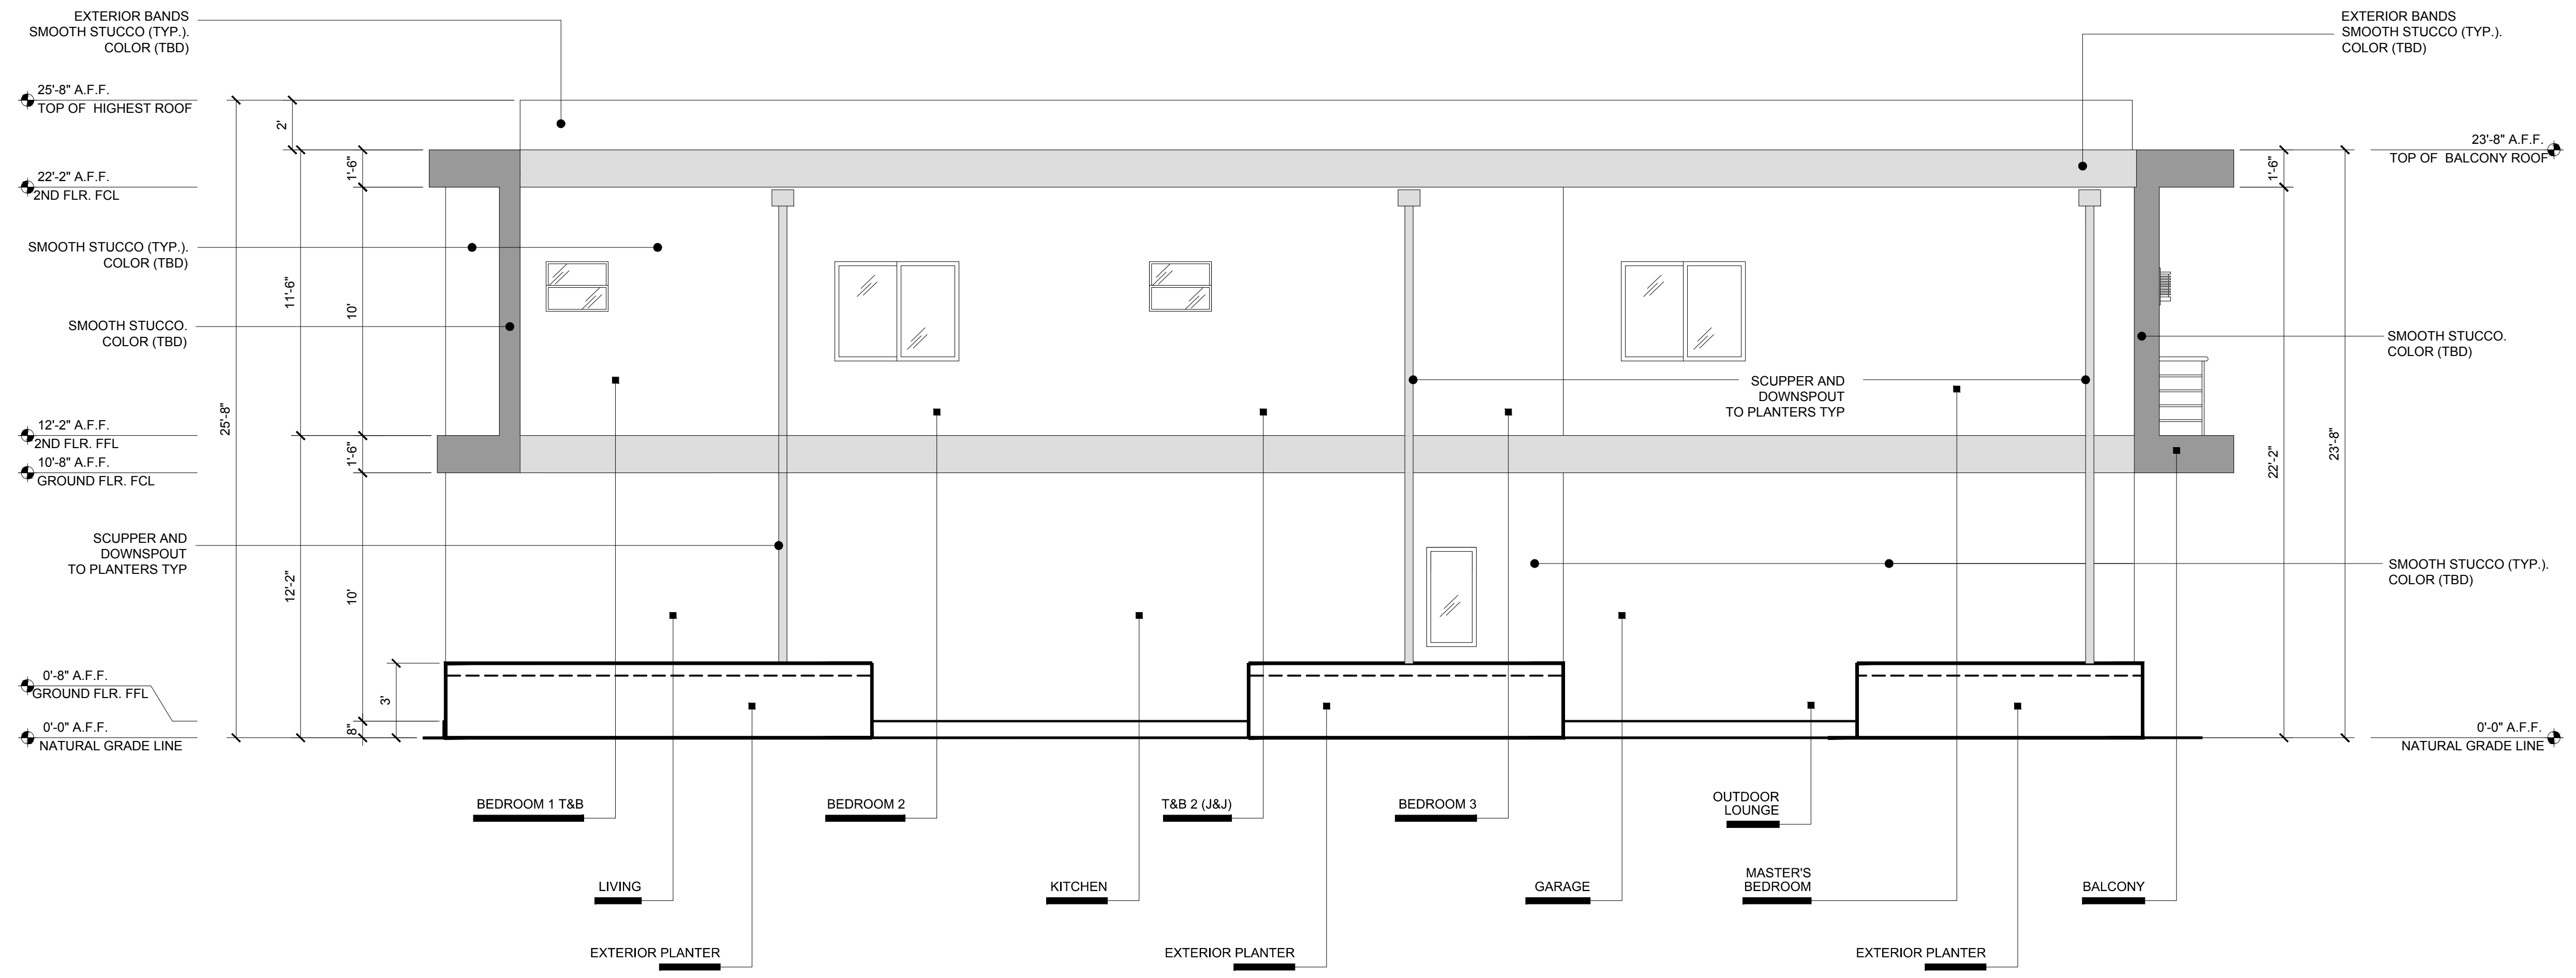 EXTERIOR BANDS
SMOOTH STUCCO (TYP.).
COLOR (TBD)
EXTERIOR BANDS
SMOOTH STUCCO (TYP.).
COLOR (TBD)
25'-8" A.F.F.
TOP OF HIGHEST ROOF
2'
23'-8" A.F.F.
TOP OF BALCONY ROOF
1'-6"
1'-6"
22'-2" A.F.F.
2ND FLR. FCL
SMOOTH STUCCO (TYP.).
COLOR (TBD)
11'-6"
10'
SMOOTH STUCCO.
COLOR (TBD)
SMOOTH STUCCO.
COLOR (TBD)
SCUPPER AND
DOWNSPOUT
TO PLANTERS TYP
25'-8"
12'-2" A.F.F.
2ND FLR. FFL
1'-6"
23'-8"
22'-2"
10'-8" A.F.F.
GROUND FLR. FCL
SCUPPER AND
DOWNSPOUT
TO PLANTERS TYP
12'-2"
10'
SMOOTH STUCCO (TYP.).
COLOR (TBD)
0'-8" A.F.F.
GROUND FLR. FFL
3'
8"
0'-0" A.F.F.
NATURAL GRADE LINE
0'-0" A.F.F.
NATURAL GRADE LINE
BEDROOM 1 T&B
BEDROOM 2
T&B 2 (J&J)
BEDROOM 3
OUTDOOR
LOUNGE
LIVING
KITCHEN
GARAGE
MASTER'S
BEDROOM
BALCONY
EXTERIOR PLANTER
EXTERIOR PLANTER
EXTERIOR PLANTER